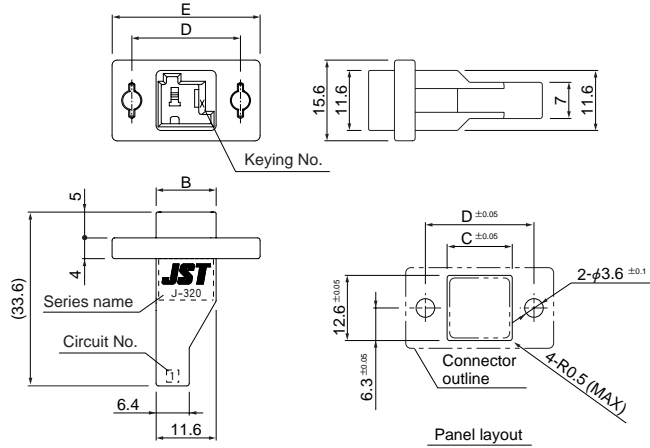 E
D
15.6
11.6
7
11.6
X
Keying No.
B
5
4
(33.6)
JST
J-320
Series name
Circuit No.
1
6.4
11.6
D ±0.05
C ±0.05
2-ϕ3.6 ±0.1
12.6 ±0.05
6.3 ±0.05
Connector
outline
4-R0.5 (MAX)
Panel layout